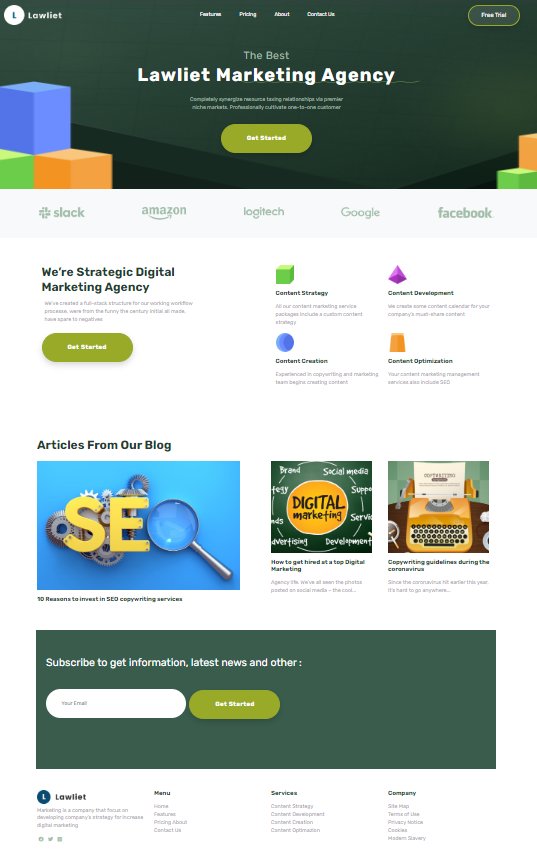 L Lawliet
Features Pricing About Contact Us
Free Trial
The Best
Lawliet Marketing Agency
Completely synergize resource taxing relationships via premier
niche markets. Professionally cultivate one-to-one customer
Get Started
slack amazon logitech Google facebook
We're Strategic Digital
Marketing Agency
We've created a full-stack structure for our working workflow
process, were from the funny the century initial all made,
have spare to negatives
Get Started
Content Strategy
All our content marketing service
packages include a custom content
strategy
Content Development
We create some content calendar for your
company's must-share content
Content Creation
Experienced in copywriting and marketing
team begins creating content
Content Optimization
Your content marketing management
services also include SEO
Articles From Our Blog
SE
10 Reasons to invest in SEO copywriting services
Brand Social media
tegy Suppo
DIGITAL
marketing
nds Servic
dvertising Development
How to get hired at a top Digital
Marketing
Agency life. We've all seen the photos
posted on social media – the cool...
COPYWRITING
Copywriting guidelines during the
coronavirus
Since the coronavirus hit earlier this year.
It's hard to go anywhere...
Subscribe to get information, latest news and other :
Your Email
Get Started
L Lawliet
Marketing is a company that focus on
developing company's strategy for increase
digital marketing
Menu
Home
Features
Pricing About
Contact Us
Services
Content Strategy
Content Development
Content Creation
Content Optimization
Company
Site Map
Terms of Use
Privacy Notice
Cookies
Modern Slavery